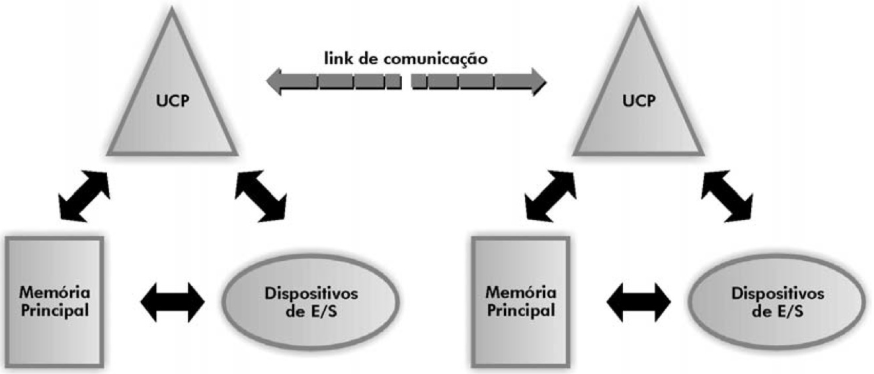 link de comunicação
UCP
UCP
Memória
Principal
Dispositivos
de E/S
Memória
Principal
Dispositivos
de E/S